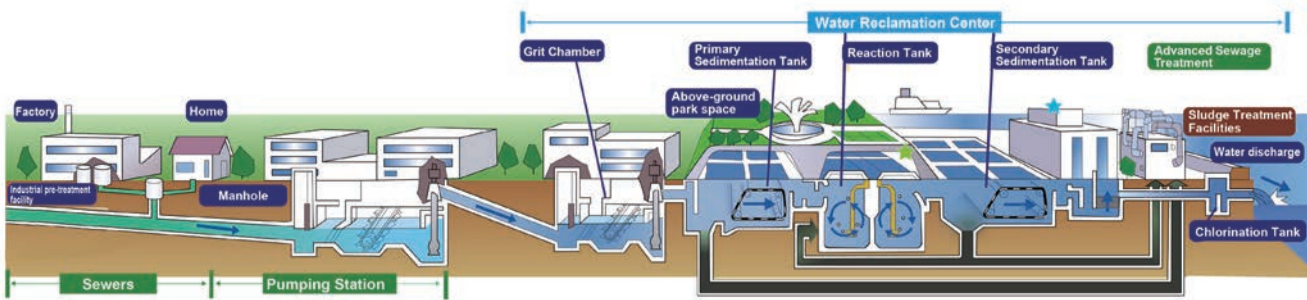 Water Reclamation Center
Grit Chamber
Primary
Sedimentation Tank
Reaction Tank
Secondary
Sedimentation Tank
Advanced Sewage
Treatment
Factory
Home
Above-ground
park space
Sludge Treatment
Facilities
Water discharge
Industrial pre-treatment
facility
Manhole
Chlorination Tank
Sewers
Pumping Station